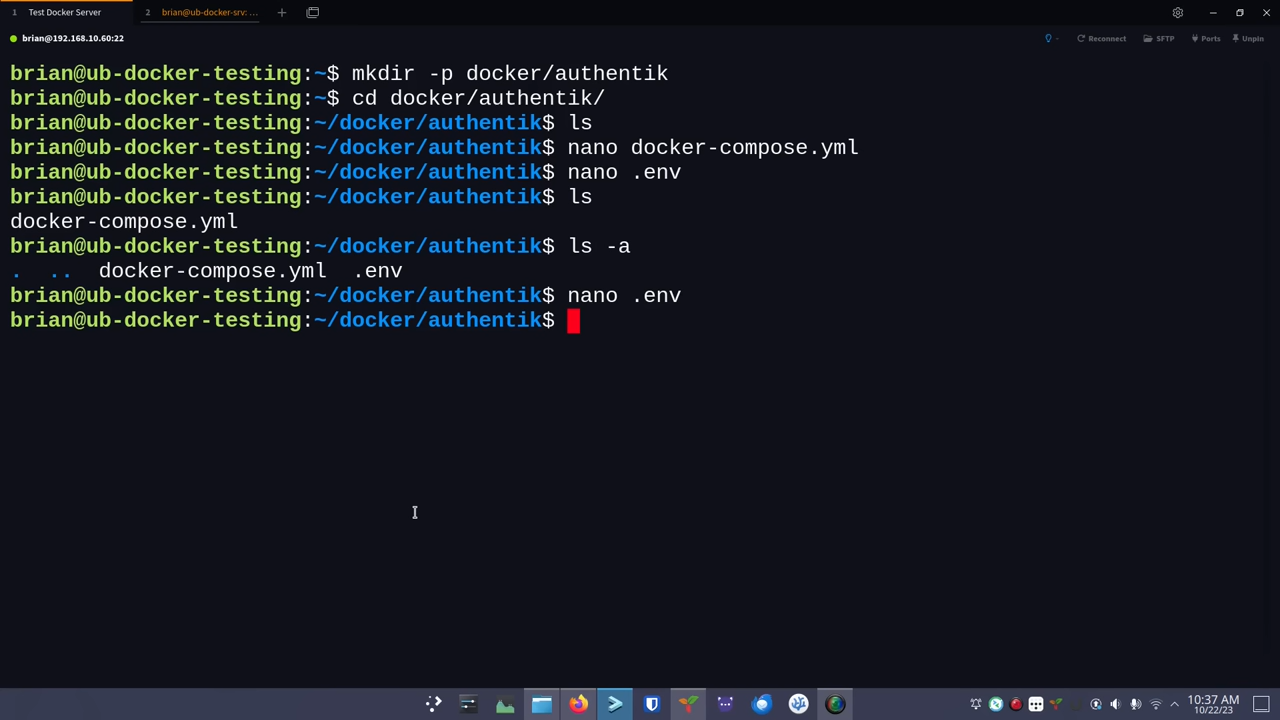 1 Test Docker Server
2 brian@ub-docker-srv: ...
brian@192.168.10.60:22
Reconnect
SFTP
Ports
Unpin
brian@ub-docker-testing:~$ mkdir -p docker/authentik
brian@ub-docker-testing:~$ cd docker/authentik/
brian@ub-docker-testing:~/docker/authentik$ ls
brian@ub-docker-testing:~/docker/authentik$ nano docker-compose.yml
brian@ub-docker-testing:~/docker/authentik$ nano .env
brian@ub-docker-testing:~/docker/authentik$ ls
docker-compose.yml
brian@ub-docker-testing:~/docker/authentik$ ls -a
.  ..  docker-compose.yml  .env
brian@ub-docker-testing:~/docker/authentik$ nano .env
brian@ub-docker-testing:~/docker/authentik$
10:37 AM
10/22/23